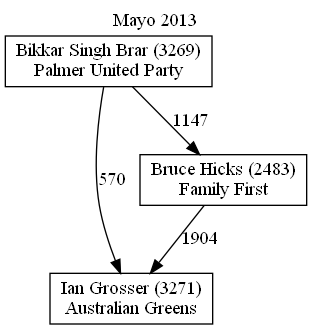 Mayo 2013
Bikkar Singh Brar (3269)
Palmer United Party
1147
Bruce Hicks (2483)
Family First
570
1904
Ian Grosser (3271)
Australian Greens